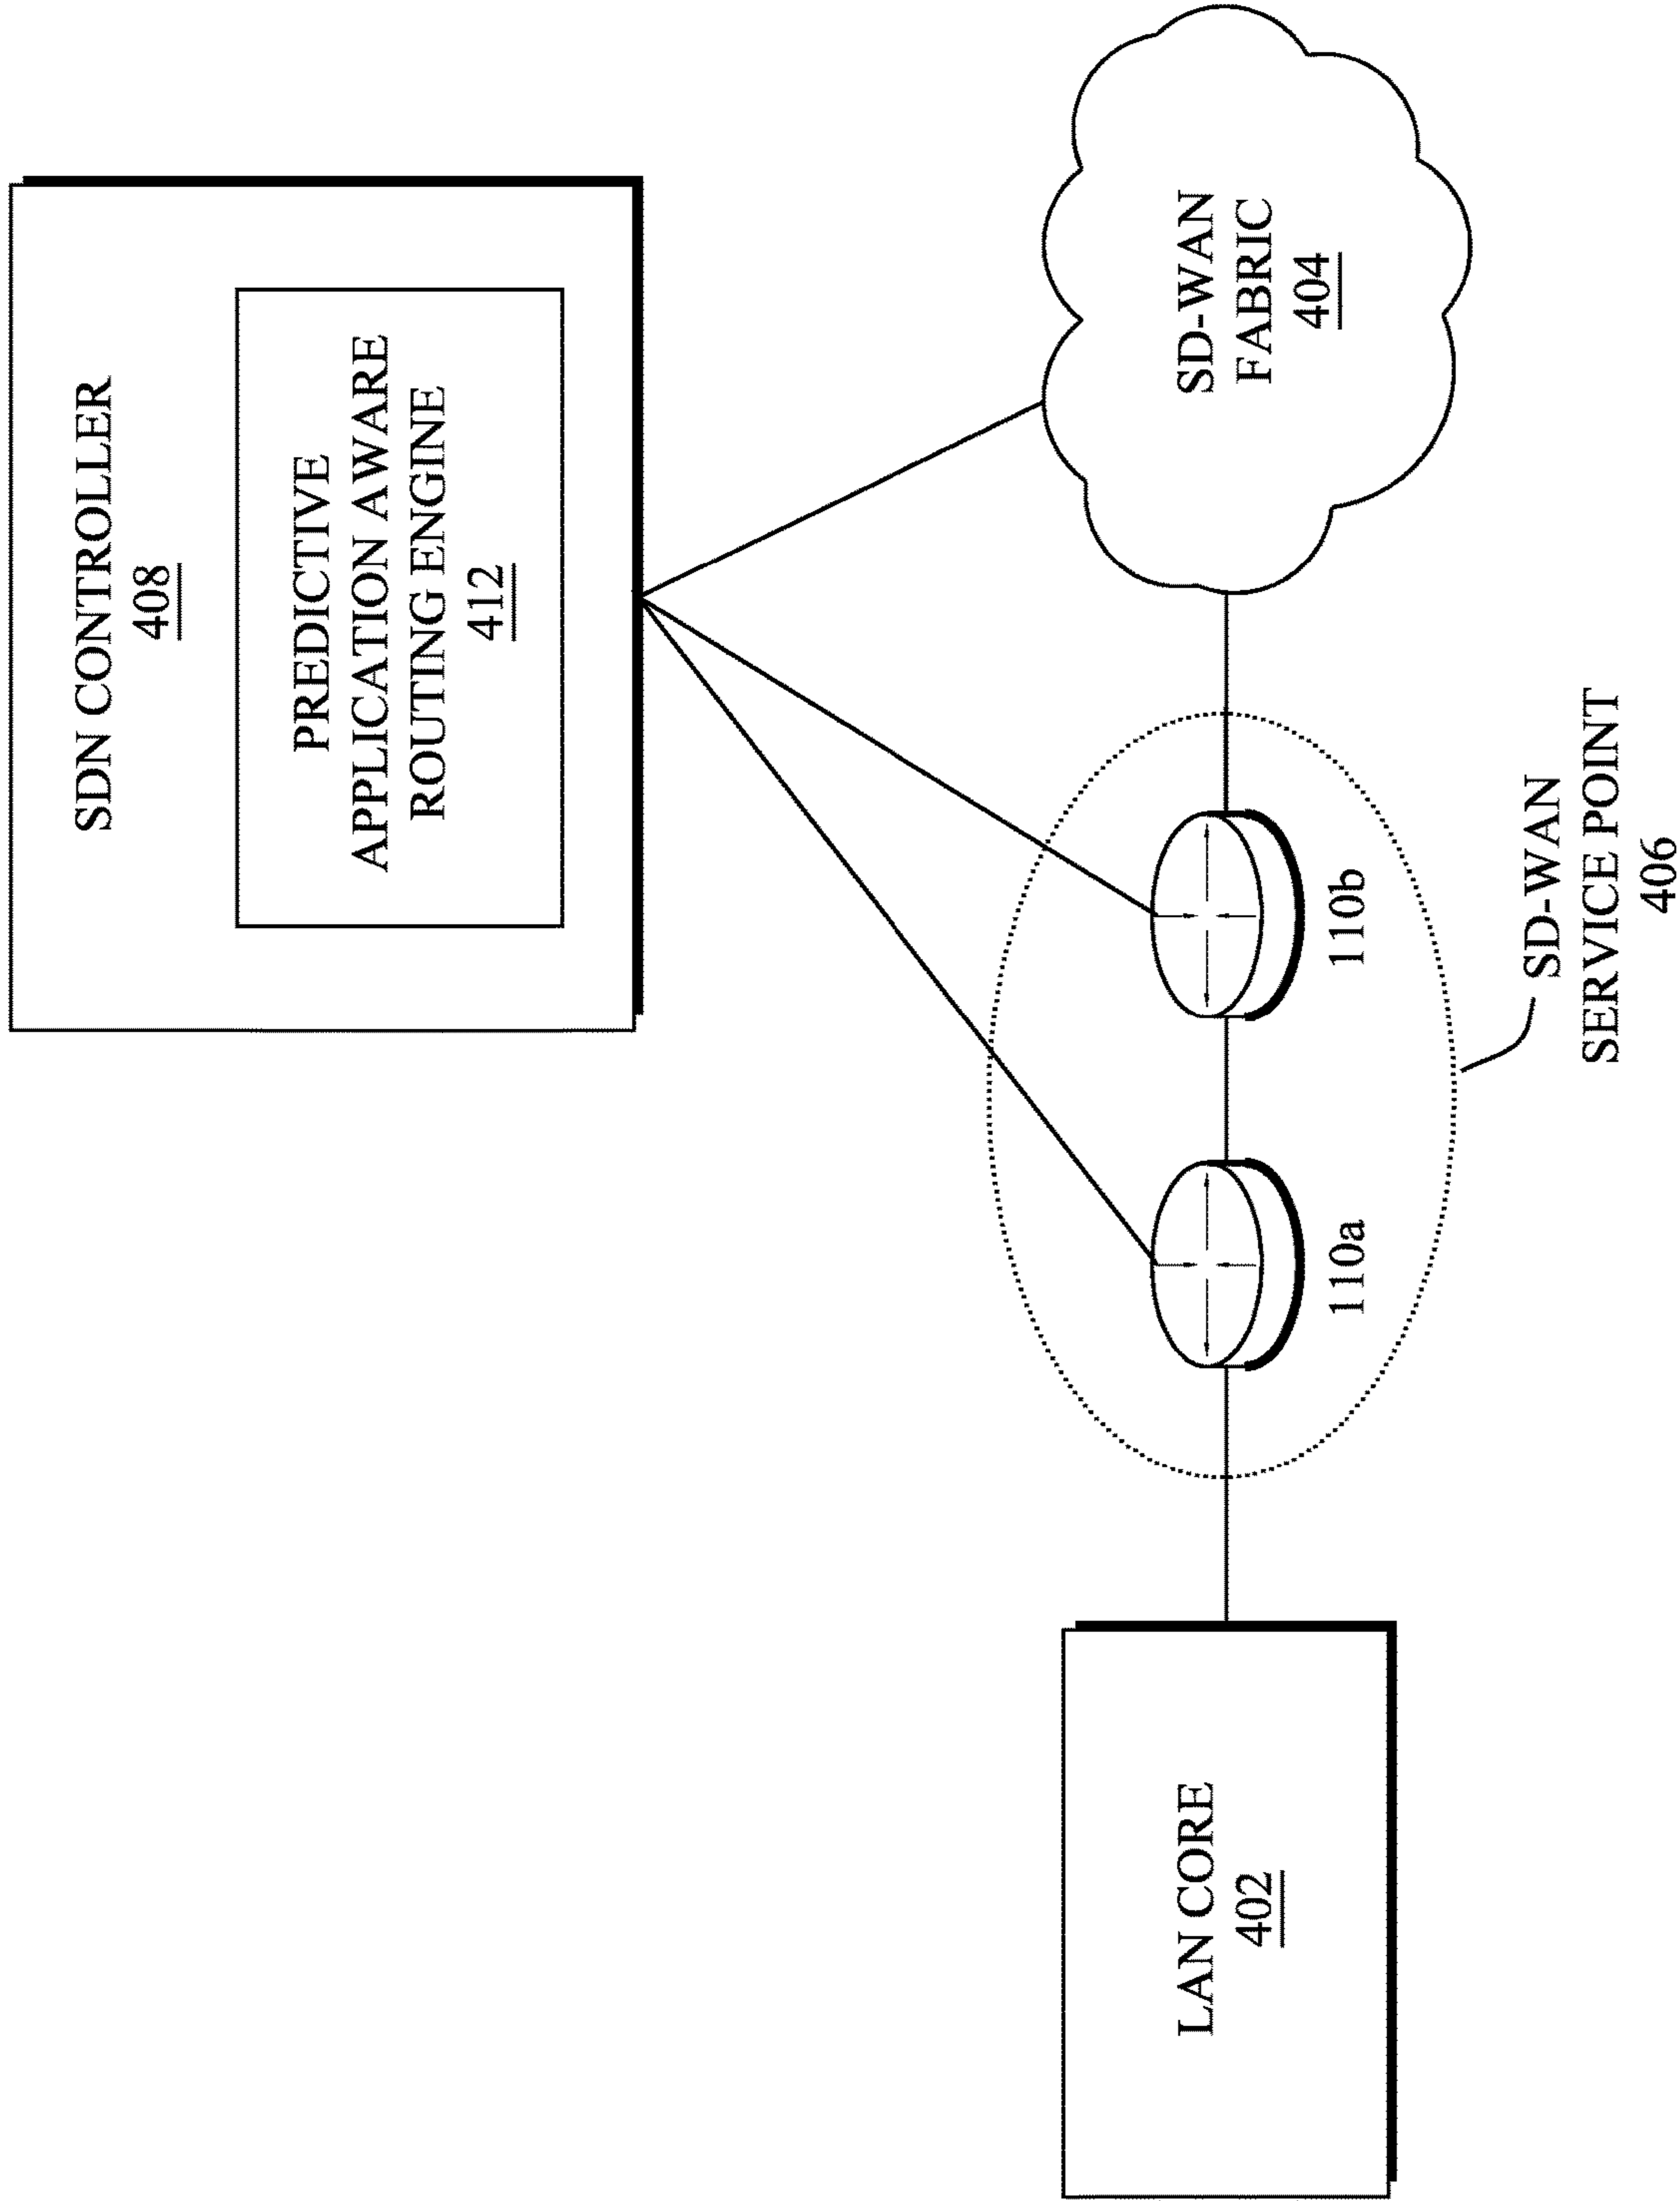 SDN CONTROLLER
408
PREDICTIVE
APPLICATION AWARE
ROUTING ENGINE
412
LAN CORE
402
110a
110b
SD-WAN
FABRIC
404
SD-WAN
SERVICE POINT
406